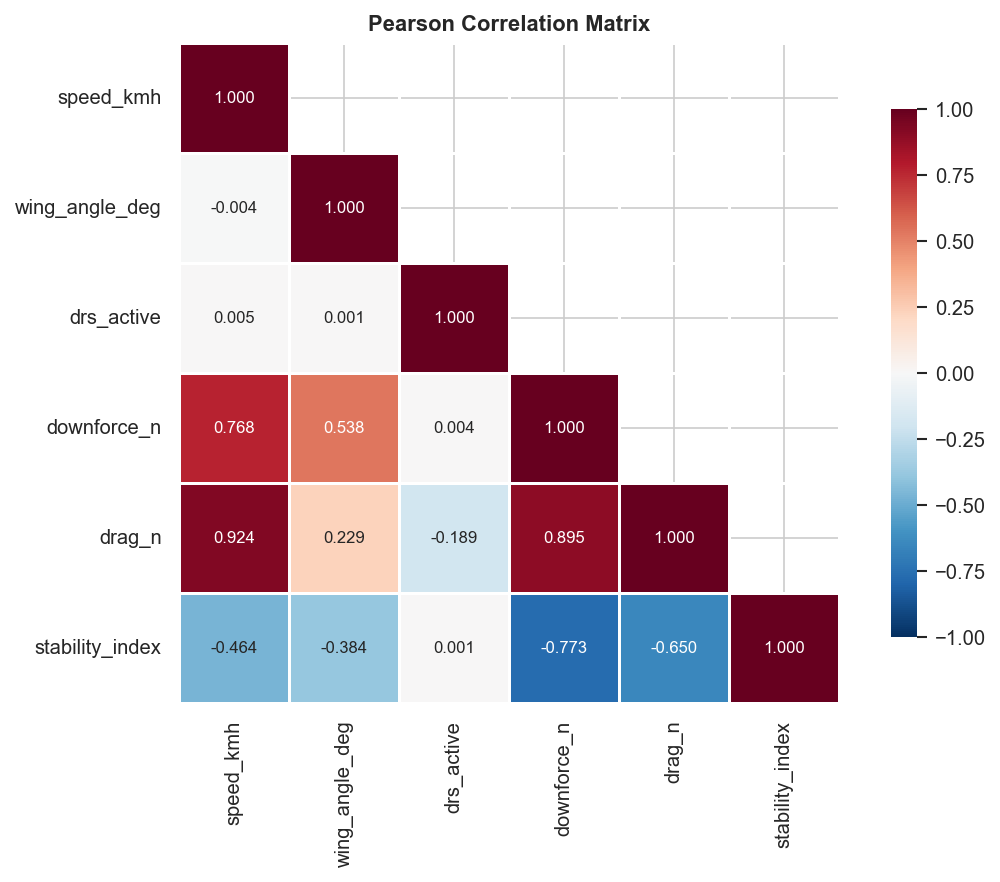 Pearson Correlation Matrix
speed_kmh 1.000
wing_angle_deg -0.004 1.000
drs_active 0.005 0.001 1.000
downforce_n 0.768 0.538 0.004 1.000
drag_n 0.924 0.229 -0.189 0.895 1.000
stability_index -0.464 -0.384 0.001 -0.773 -0.650 1.000
speed_kmh
wing_angle_deg
drs_active
downforce_n
drag_n
stability_index
1.00
0.75
0.50
0.25
0.00
−0.25
−0.50
−0.75
−1.00